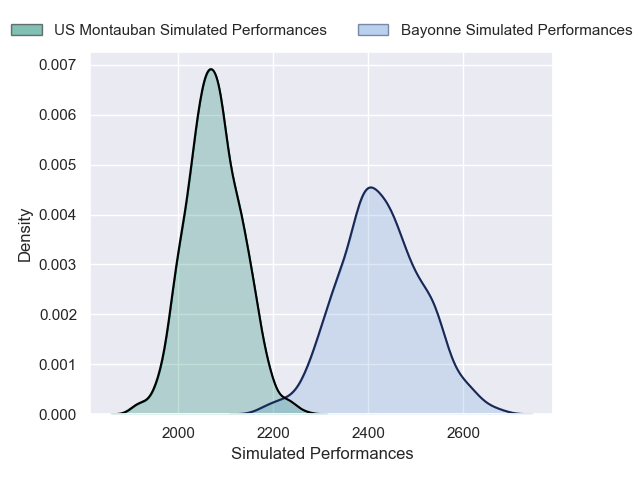 US Montauban Simulated Performances Bayonne Simulated Performances
0.007
0.006
0.005
0.004
0.003
0.002
0.001
0.000
Density
2000 2200 2400 2600
Simulated Performances